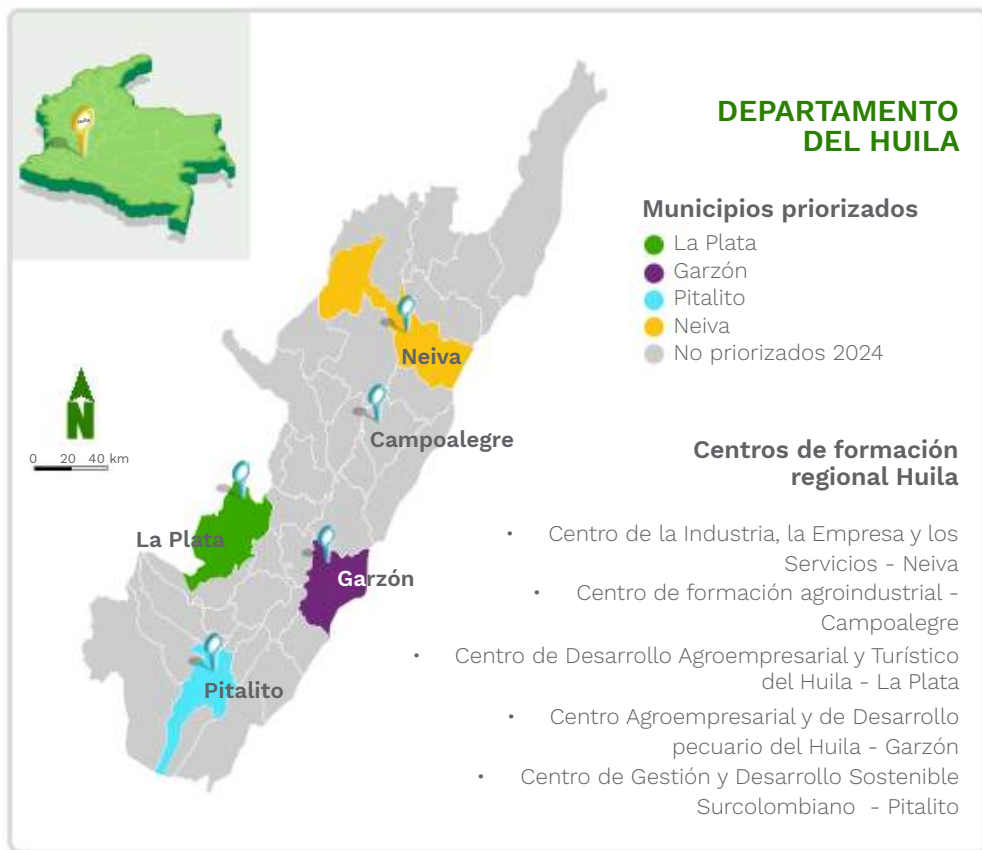 Huila
DEPARTAMENTO
DEL HUILA
Municipios priorizados
La Plata
Garzón
Pitalito
Neiva
No priorizados 2024
Neiva
Campoalegre
N
0 20 40 km
La Plata
Garzón
Pitalito
Centros de formación
regional Huila
• Centro de la Industria, la Empresa y los
Servicios - Neiva
• Centro de formación agroindustrial -
Campoalegre
• Centro de Desarrollo Agroempresarial y Turístico
del Huila - La Plata
• Centro Agroempresarial y de Desarrollo
pecuario del Huila - Garzón
• Centro de Gestión y Desarrollo Sostenible
Surcolombiano - Pitalito